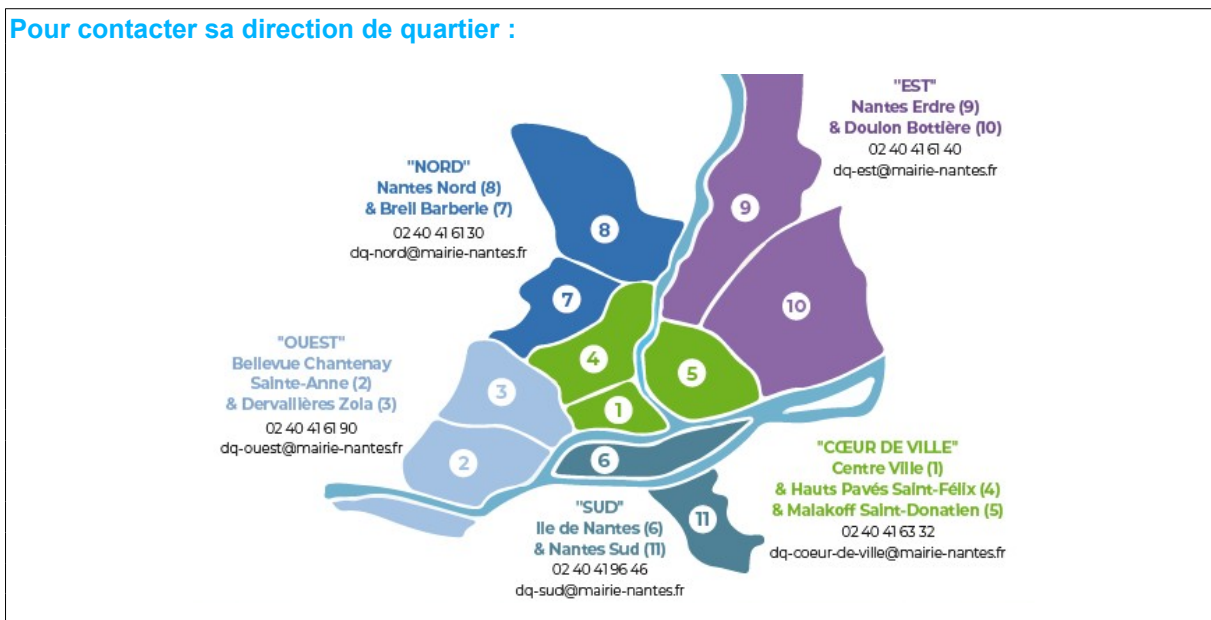 Pour contacter sa direction de quartier :
"EST"
Nantes Erdre (9)
& Doulon Bottière (10)
02 40 41 61 40
dq-est@mairie-nantes.fr
"NORD"
Nantes Nord (8)
& Breil Barberie (7)
02 40 41 61 30
dq-nord@mairie-nantes.fr
8
9
7
10
4
5
"OUEST"
Bellevue Chantenay
Sainte-Anne (2)
& Dervallières Zola (3)
02 40 41 61 90
dq-ouest@mairie-nantes.fr
3
1
2
6
11
"CŒUR DE VILLE"
Centre Ville (1)
& Hauts Pavés Saint-Félix (4)
& Malakoff Saint-Donatien (5)
02 40 41 63 32
dq-coeur-de-ville@mairie-nantes.fr
"SUD"
Ile de Nantes (6)
& Nantes Sud (11)
02 40 41 96 46
dq-sud@mairie-nantes.fr